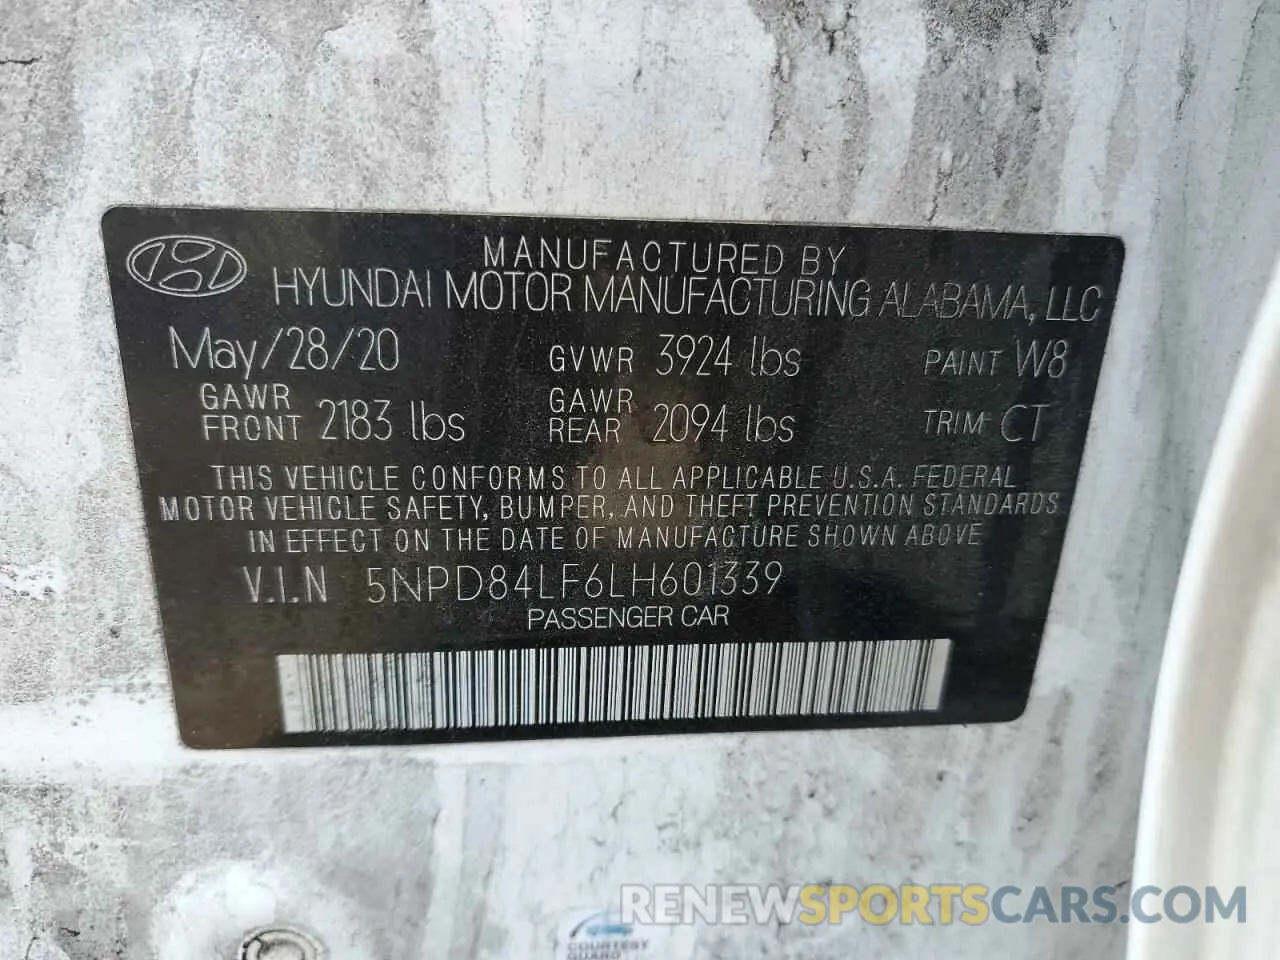 MANUFACTURED BY
HYUNDAI MOTOR MANUFACTURING ALABAMA, LLC
May/28/20 GVWR 3924 lbs PAINT W8
GAWR FRONT 2183 lbs GAWR REAR 2094 lbs TRIM CT
THIS VEHICLE CONFORMS TO ALL APPLICABLE U.S.A. FEDERAL
MOTOR VEHICLE SAFETY, BUMPER, AND THEFT PREVENTION STANDARDS
IN EFFECT ON THE DATE OF MANUFACTURE SHOWN ABOVE
V.I.N 5NPD84LF6LH601339
PASSENGER CAR
RENEWSPORTSCARS.COM
COURTESY
GUARD